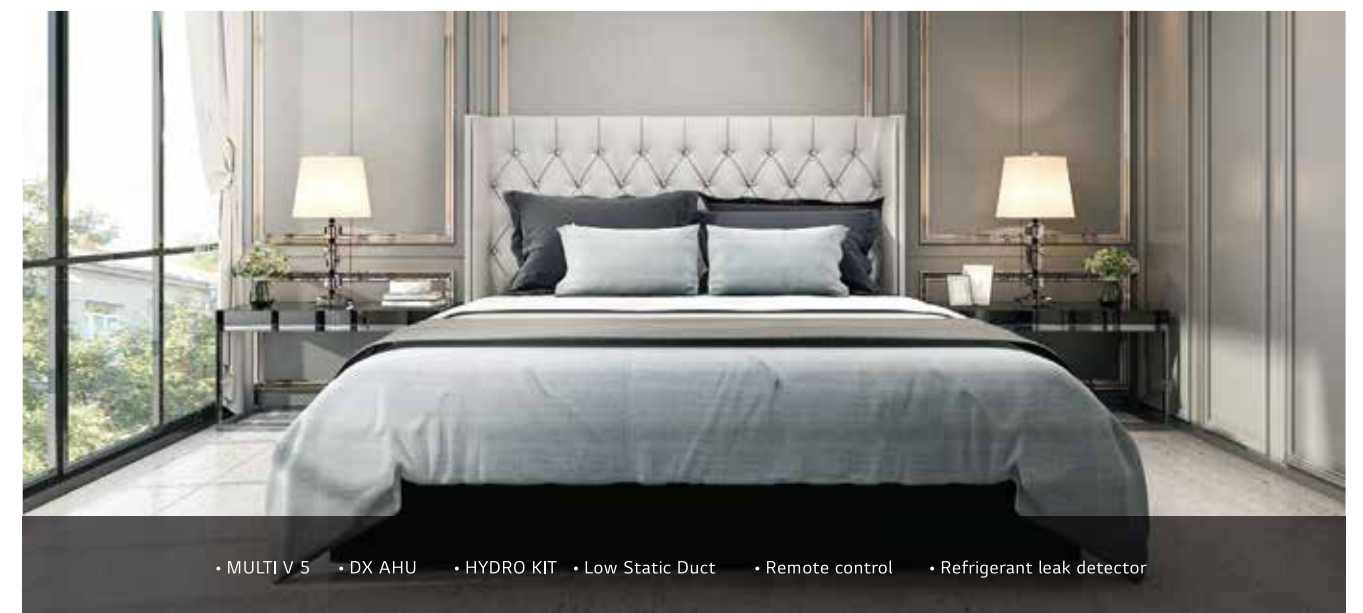 • MULTI V 5 • DX AHU • HYDRO KIT • Low Static Duct • Remote control • Refrigerant leak detector